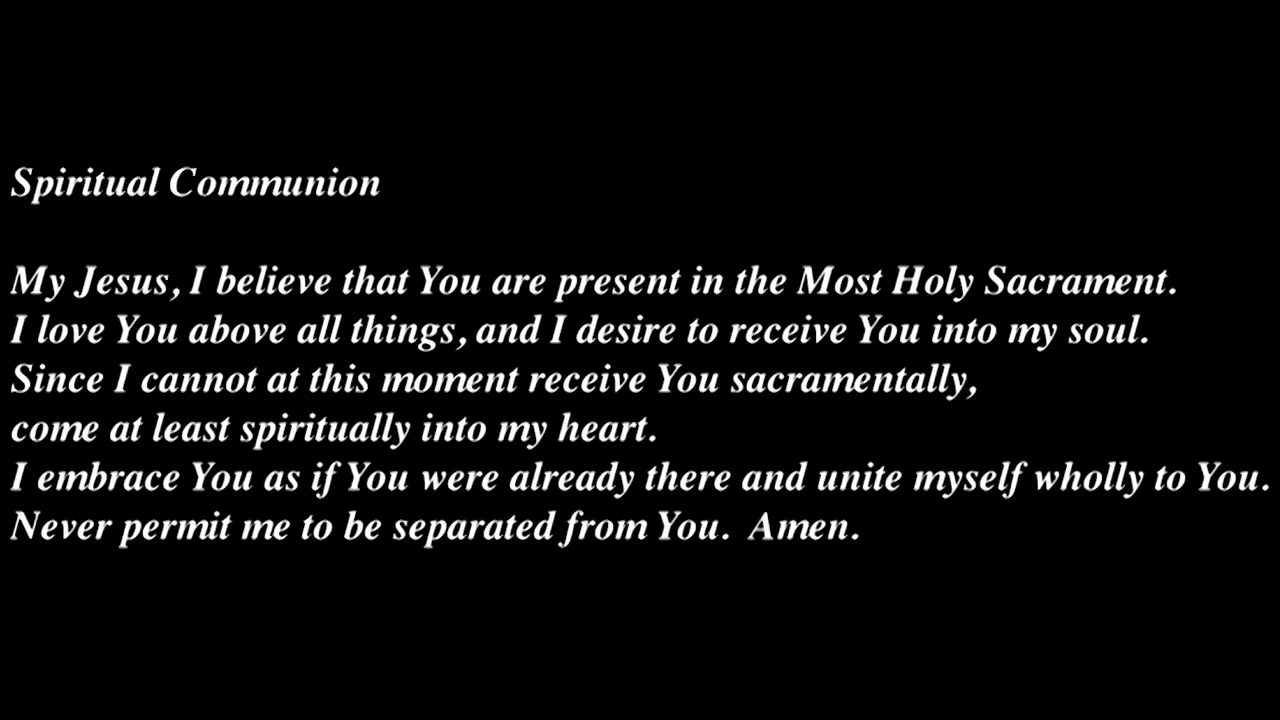 Spiritual Communion
My Jesus, I believe that You are present in the Most Holy Sacrament.
I love You above all things, and I desire to receive You into my soul.
Since I cannot at this moment receive You sacramentally,
come at least spiritually into my heart.
I embrace You as if You were already there and unite myself wholly to You.
Never permit me to be separated from You.  Amen.